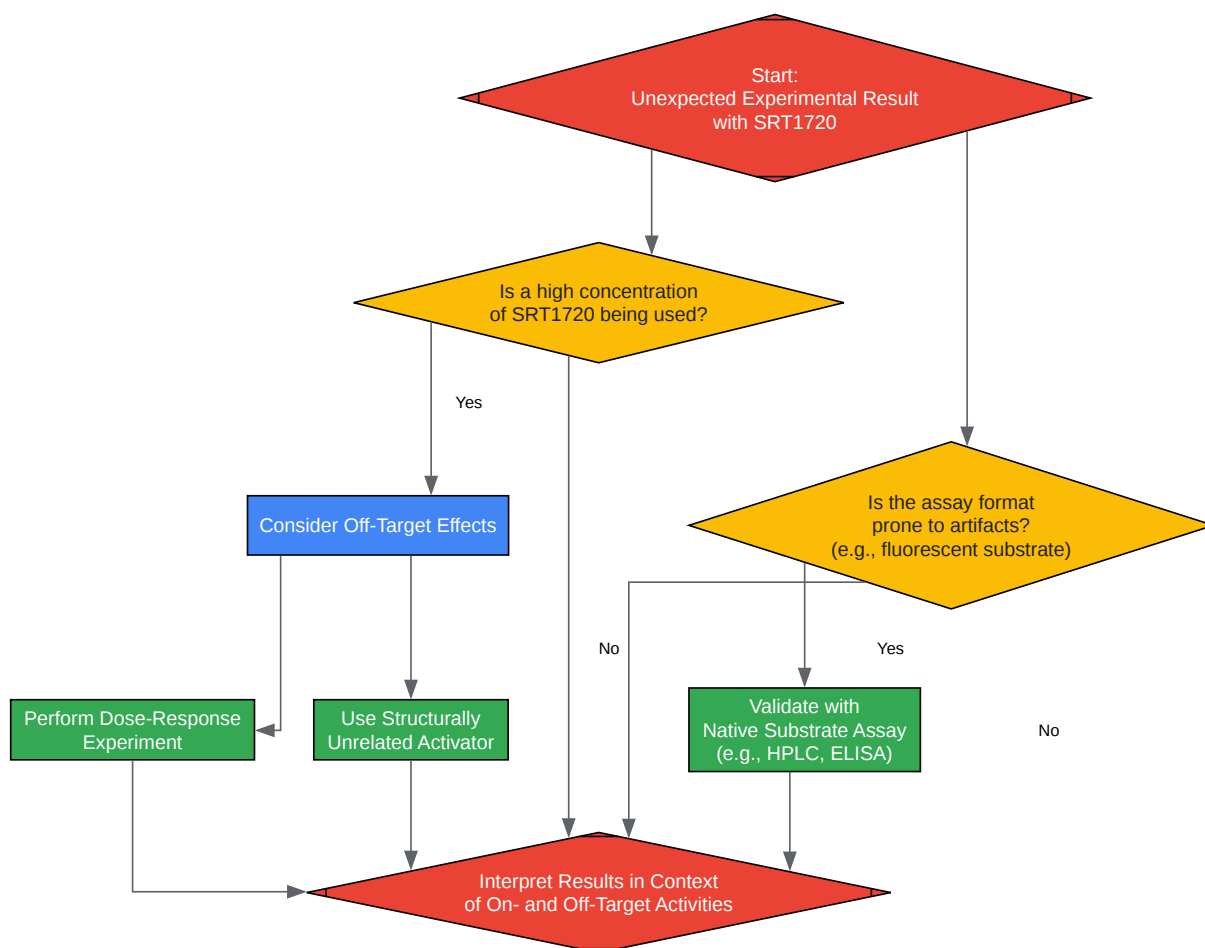 Start:
Unexpected Experimental Result
with SRT1720
Is a high concentration
of SRT1720 being used?
Yes
Is the assay format
prone to artifacts?
(e.g., fluorescent substrate)
Consider Off-Target Effects
No
Yes
Perform Dose-Response
Experiment
Use Structurally
Unrelated Activator
Validate with
Native Substrate Assay
(e.g., HPLC, ELISA)
No
Interpret Results in Context
of On- and Off-Target Activities